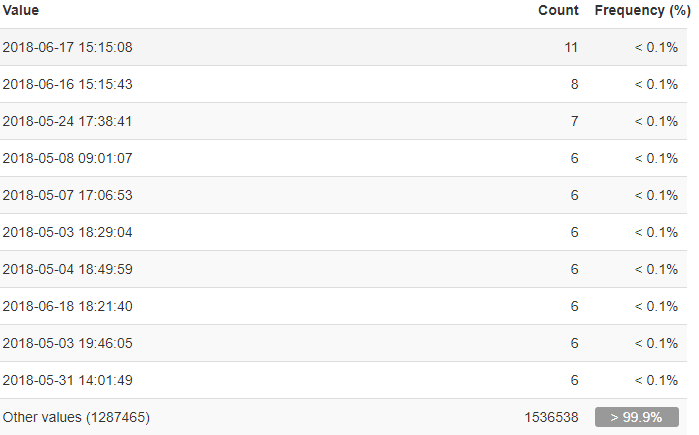 Value Count Frequency (%)
2018-06-17 15:15:08 11 < 0.1%
2018-06-16 15:15:43 8 < 0.1%
2018-05-24 17:38:41 7 < 0.1%
2018-05-08 09:01:07 6 < 0.1%
2018-05-07 17:06:53 6 < 0.1%
2018-05-03 18:29:04 6 < 0.1%
2018-05-04 18:49:59 6 < 0.1%
2018-06-18 18:21:40 6 < 0.1%
2018-05-03 19:46:05 6 < 0.1%
2018-05-31 14:01:49 6 < 0.1%
Other values (1287465) 1536538 > 99.9%